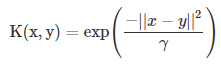 K(x, y) = exp(−||x − y||² / γ)